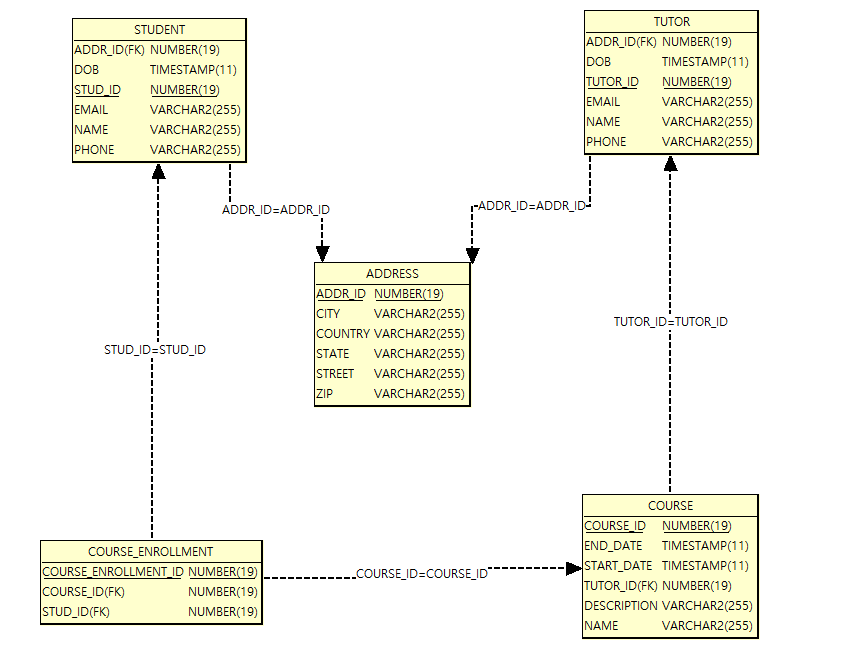 STUDENT
ADDR_ID(FK) NUMBER(19)
DOB TIMESTAMP(11)
STUD_ID NUMBER(19)
EMAIL VARCHAR2(255)
NAME VARCHAR2(255)
PHONE VARCHAR2(255)
TUTOR
ADDR_ID(FK) NUMBER(19)
DOB TIMESTAMP(11)
TUTOR_ID NUMBER(19)
EMAIL VARCHAR2(255)
NAME VARCHAR2(255)
PHONE VARCHAR2(255)
ADDR_ID=ADDR_ID
ADDR_ID=ADDR_ID
ADDRESS
ADDR_ID NUMBER(19)
CITY VARCHAR2(255)
COUNTRY VARCHAR2(255)
STATE VARCHAR2(255)
STREET VARCHAR2(255)
ZIP VARCHAR2(255)
STUD_ID=STUD_ID
TUTOR_ID=TUTOR_ID
COURSE_ENROLLMENT
COURSE_ENROLLMENT_ID NUMBER(19)
COURSE_ID(FK) NUMBER(19)
STUD_ID(FK) NUMBER(19)
COURSE_ID=COURSE_ID
COURSE
COURSE_ID NUMBER(19)
END_DATE TIMESTAMP(11)
START_DATE TIMESTAMP(11)
TUTOR_ID(FK) NUMBER(19)
DESCRIPTION VARCHAR2(255)
NAME VARCHAR2(255)